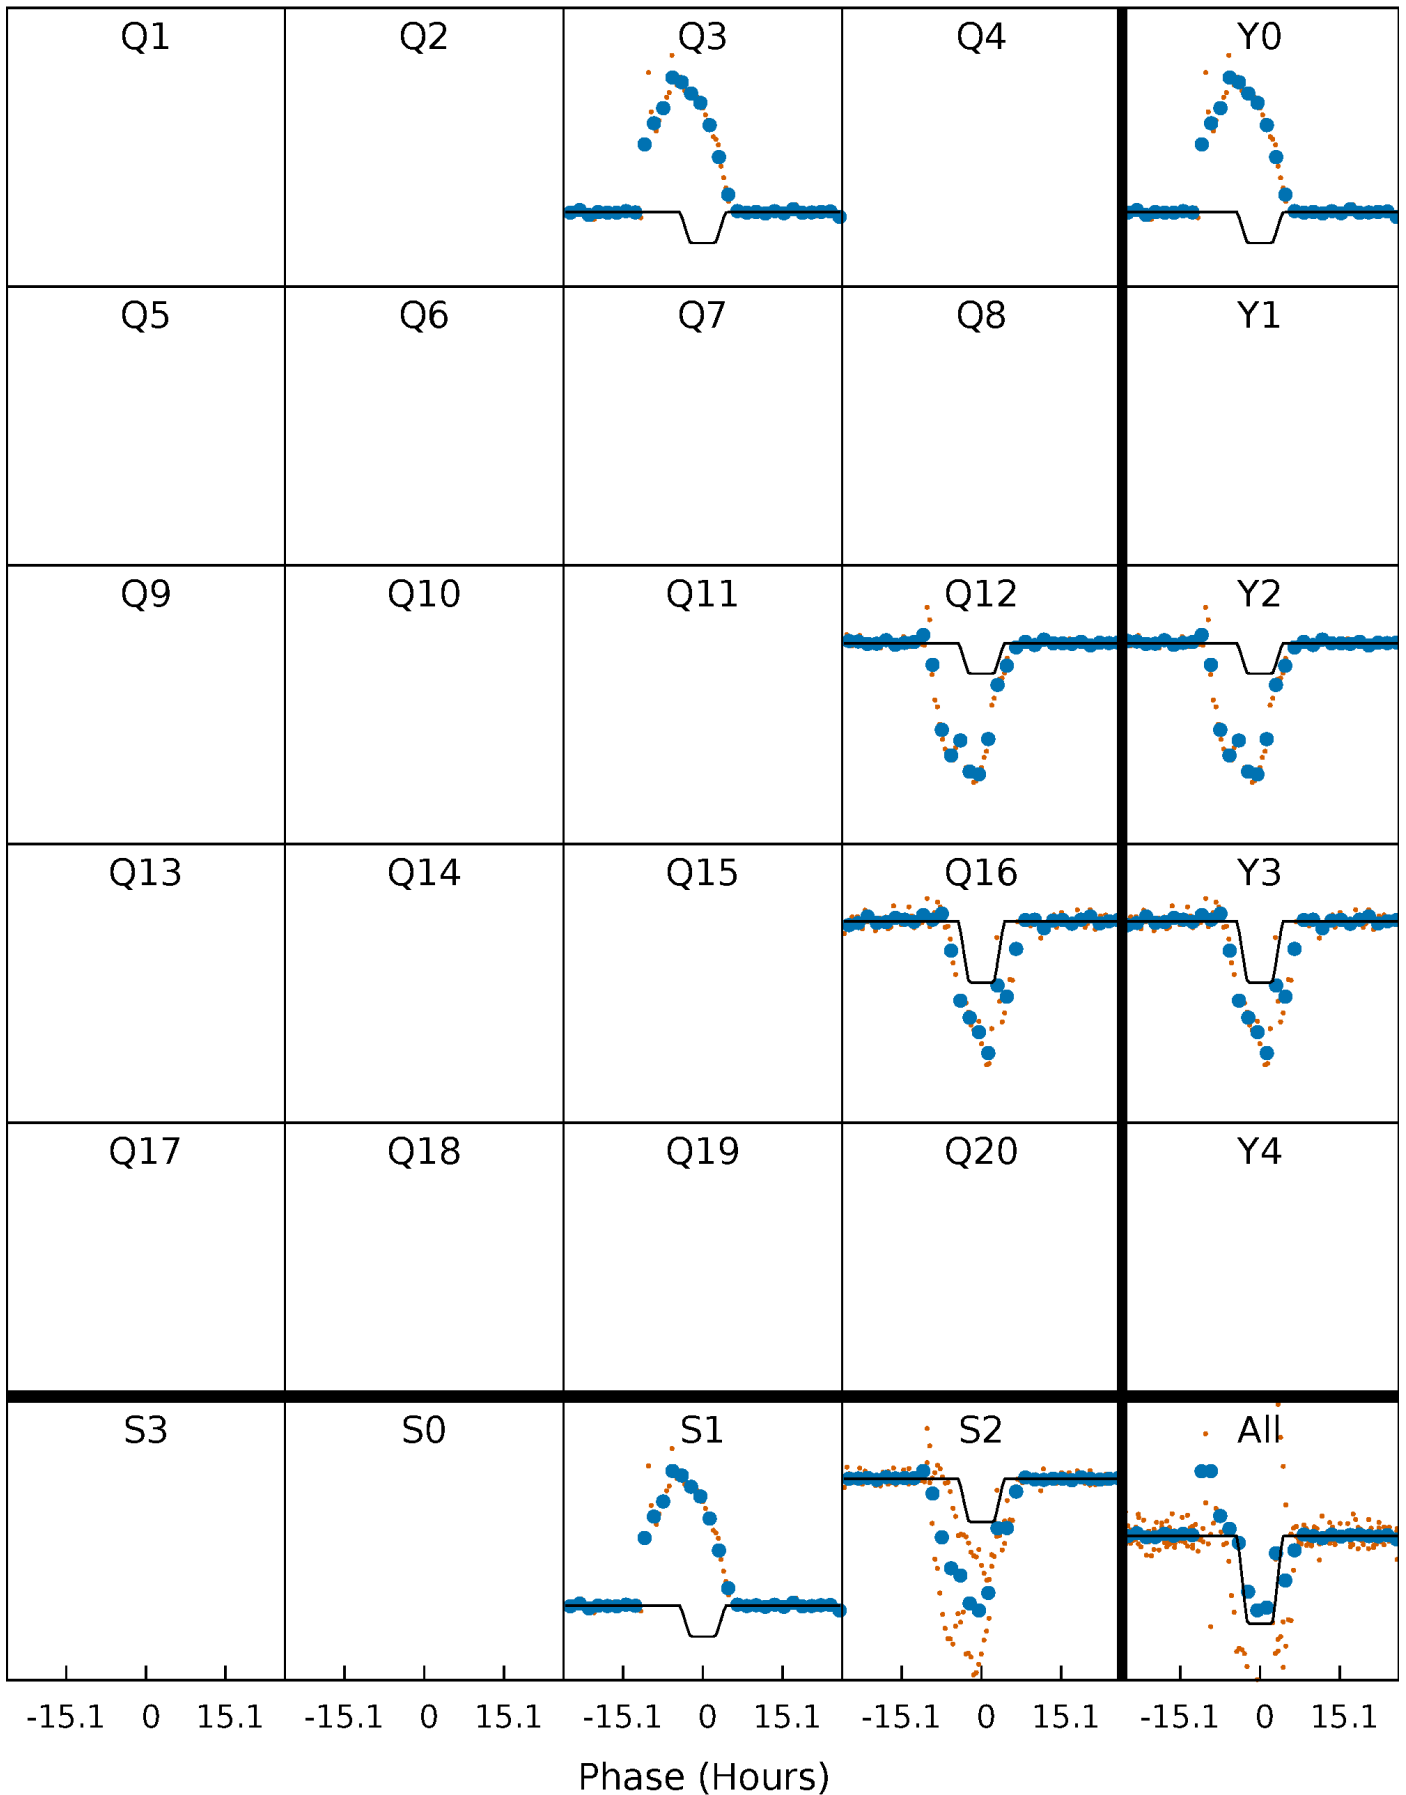 Q1 Q2 Q3 Q4 Y0
Q5 Q6 Q7 Q8 Y1
Q9 Q10 Q11 Q12 Y2
Q13 Q14 Q15 Q16 Y3
Q17 Q18 Q19 Q20 Y4
S3 S0 S1 S2 All
-15.1 0 15.1 -15.1 0 15.1 -15.1 0 15.1 -15.1 0 15.1 -15.1 0 15.1
Phase (Hours)